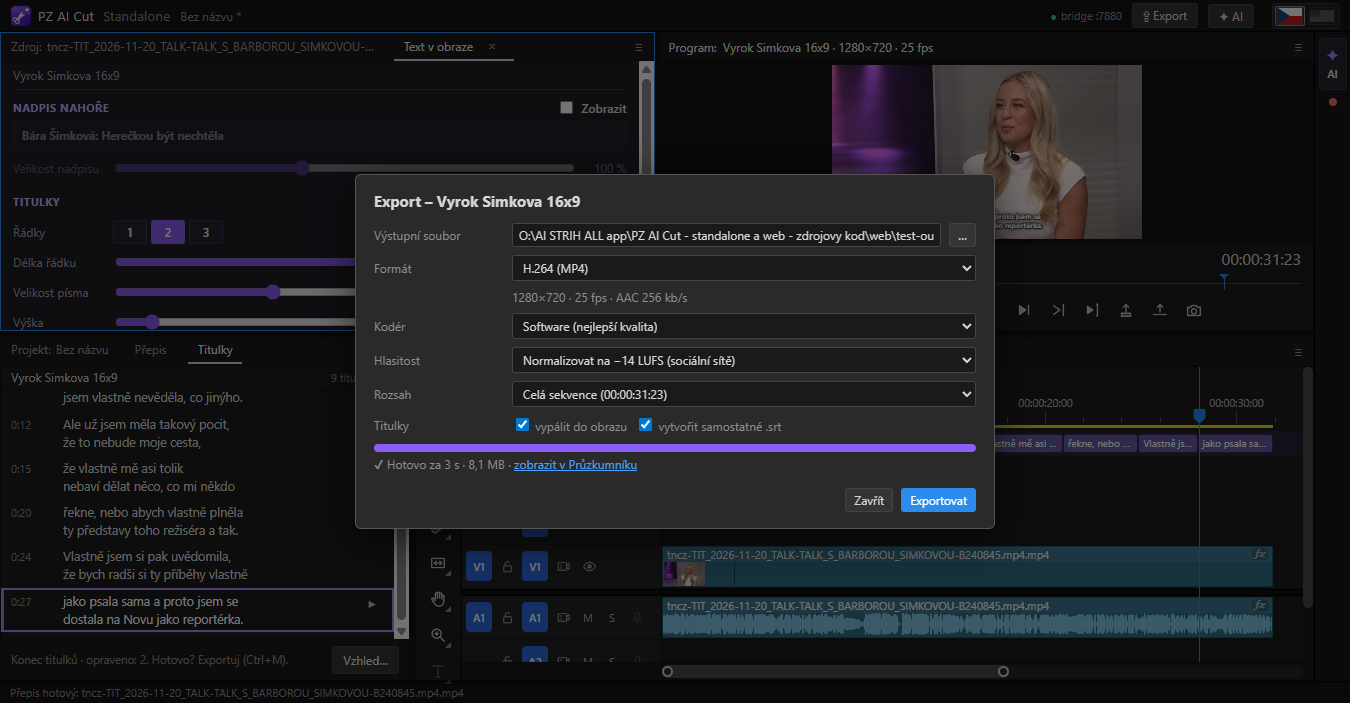 PZ AI Cut Standalone Bez názvu *
bridge :7880
Export
AI
Zdroj: tncz-TIT_2026-11-20_TALK-TALK_S_BARBOROU_SIMKOVOU-...
Text v obraze ×
Program: Vyrok Simkova 16x9 · 1280×720 · 25 fps
AI
Vyrok Simkova 16x9
NADPIS NAHOŘE
Zobrazit
Bára Šimková: Herečkou být nechtěla
Velikost nadpisu
100 %
TITULKY
Řádky
1
2
3
Délka řádku
Velikost písma
Výška
proto jsem se
ko reportérka.
00:00:31:23
Export – Vyrok Simkova 16x9
Výstupní soubor
O:\AI STRIH ALL app\PZ AI Cut - standalone a web - zdrojovy kod\web\test-ou
...
Formát
H.264 (MP4)
1280×720 · 25 fps · AAC 256 kb/s
Kodér
Software (nejlepší kvalita)
Hlasitost
Normalizovat na −14 LUFS (sociální sítě)
Rozsah
Celá sekvence (00:00:31:23)
Titulky
vypálit do obrazu
vytvořit samostatné .srt
✓ Hotovo za 3 s · 8,1 MB · zobrazit v Průzkumníku
Zavřít
Exportovat
Projekt: Bez názvu
Přepis
Titulky
Vyrok Simkova 16x9
9 titu
jsem vlastně nevěděla, co jiného.
0:12
Ale už jsem měla takový pocit,
že to nebude moje cesta,
0:15
že vlastně mě asi tolik
nebaví dělat něco, co mi někdo
0:20
řekne, nebo abych vlastně plněla
ty představy toho režiséra a tak.
0:24
Vlastně jsem si pak uvědomila,
že bych radši si ty příběhy vlastně
0:27
jako psala sama a proto jsem se
dostala na Novu jako reportérka.
Konec titulků · opraveno: 2. Hotovo? Exportuj (Ctrl+M).
Vzhled...
00:00:20:00
00:00:30:00
astně mě asi ...
řekne, nebo ...
Vlastně js...
jako psala sa...
V1
V1
tncz-TIT_2026-11-20_TALK-TALK_S_BARBOROU_SIMKOVOU-B240845.mp4.mp4
fx
A1
A1
M
S
tncz-TIT_2026-11-20_TALK-TALK_S_BARBOROU_SIMKOVOU-B240845.mp4.mp4
fx
A2
M
S
T
Přepis hotový: tncz-TIT_2026-11-20_TALK-TALK_S_BARBOROU_SIMKOVOU-B240845.mp4.mp4